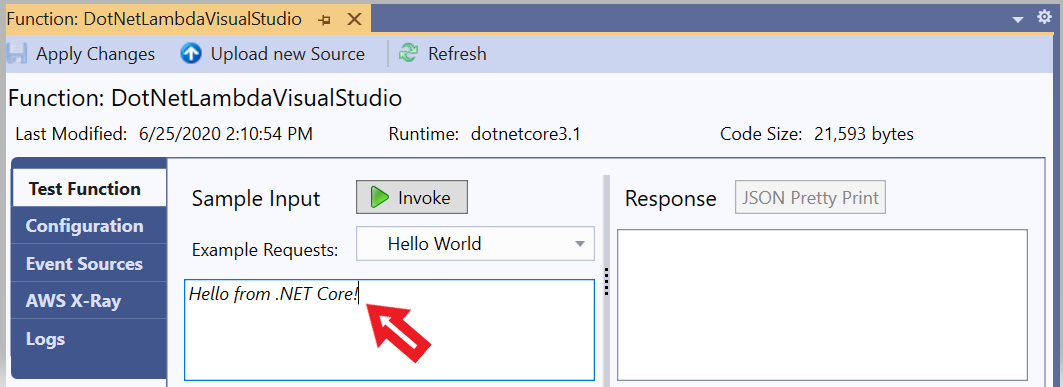 Function: DotNetLambdaVisualStudio
Apply Changes Upload new Source Refresh
Function: DotNetLambdaVisualStudio
Last Modified: 6/25/2020 2:10:54 PM Runtime: dotnetcore3.1 Code Size: 21,593 bytes
Test Function
Configuration
Event Sources
AWS X-Ray
Logs
Sample Input Invoke
Example Requests: Hello World
Hello from .NET Core!
Response JSON Pretty Print